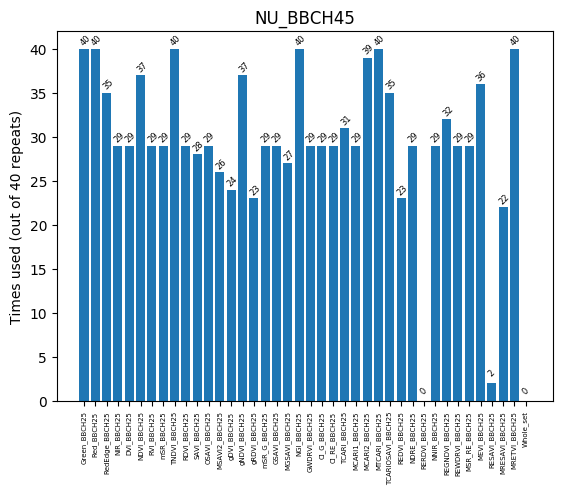 NU_BBCH45
Times used (out of 40 repeats)
40
35
30
25
20
15
10
5
0
40
40
35
29
29
37
29
29
40
29
28
29
26
24
37
23
29
29
27
40
29
29
29
31
29
39
40
35
23
29
0
29
32
29
29
36
2
22
40
0
Green_BBCH25
Red_BBCH25
RedEdge_BBCH25
NIR_BBCH25
DVI_BBCH25
NDVI_BBCH25
RVI_BBCH25
mSR_BBCH25
TNDVI_BBCH25
RDVI_BBCH25
SAVI_BBCH25
OSAVI_BBCH25
MSAVI2_BBCH25
gDVI_BBCH25
gNDVI_BBCH25
gRDVI_BBCH25
mSR_G_BBCH25
GSAVI_BBCH25
MGSAVI_BBCH25
NGI_BBCH25
GWDRVI_BBCH25
CI_G_BBCH25
CI_RE_BBCH25
TCARI_BBCH25
MCARI1_BBCH25
MCARI2_BBCH25
MTCARI_BBCH25
TCARIOSAVI_BBCH25
REDVI_BBCH25
NDRE_BBCH25
RERDVI_BBCH25
NNIR_BBCH25
REGNDVI_BBCH25
REWDRVI_BBCH25
MSR_RE_BBCH25
MEVI_BBCH25
RESAVI_BBCH25
MRESAVI_BBCH25
MRETVI_BBCH25
Whole_set